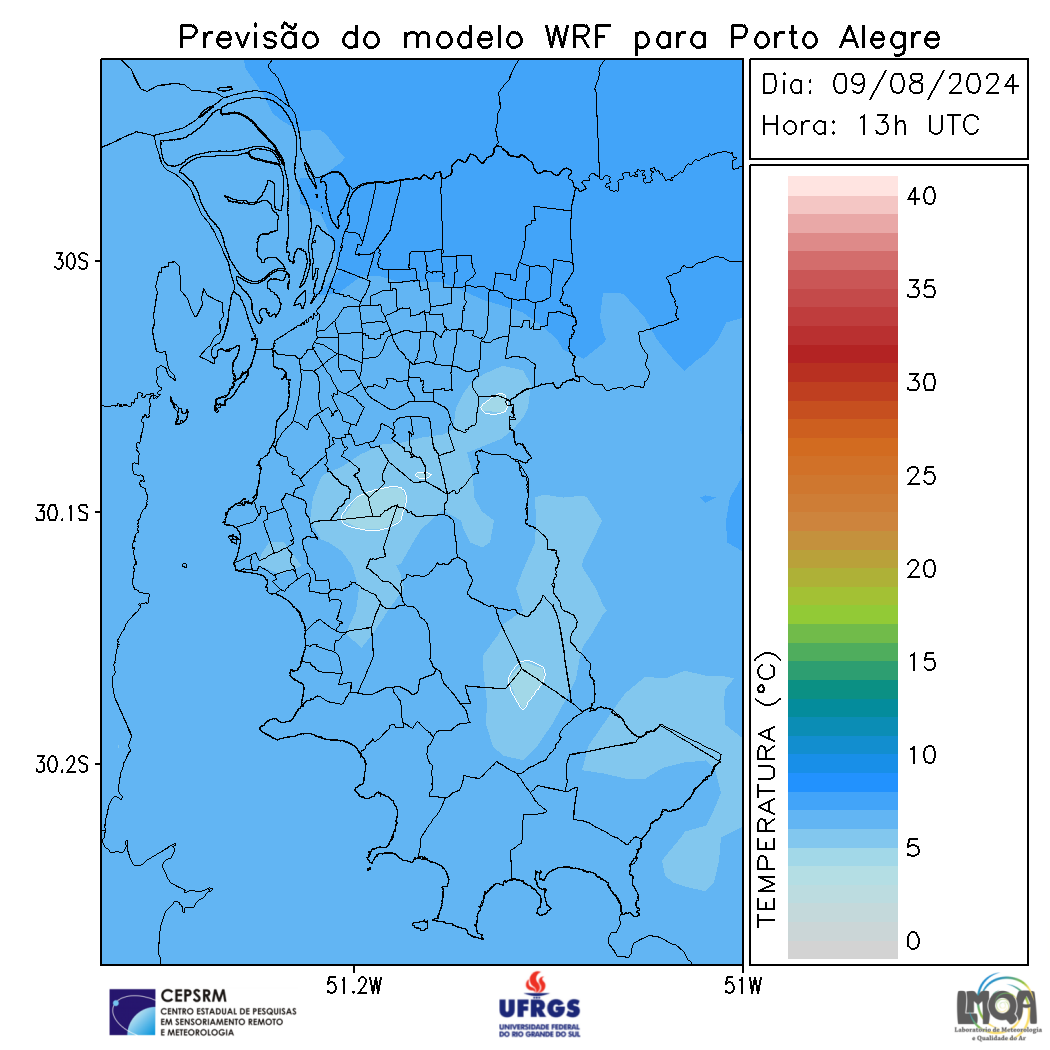 Previsão do modelo WRF para Porto Alegre
Dia: 09/08/2024
Hora: 13h UTC
40
35
30
25
20
15
10
5
0
TEMPERATURA (°C)
30S
30.1S
30.2S
51.2W
51W
CEPSRM
CENTRO ESTADUAL DE PESQUISAS
EM SENSORIAMENTO REMOTO
E METEOROLOGIA
UFRGS
UNIVERSIDADE FEDERAL
DO RIO GRANDE DO SUL
LMQA
Laboratório de Meteorologia
e Qualidade do Ar